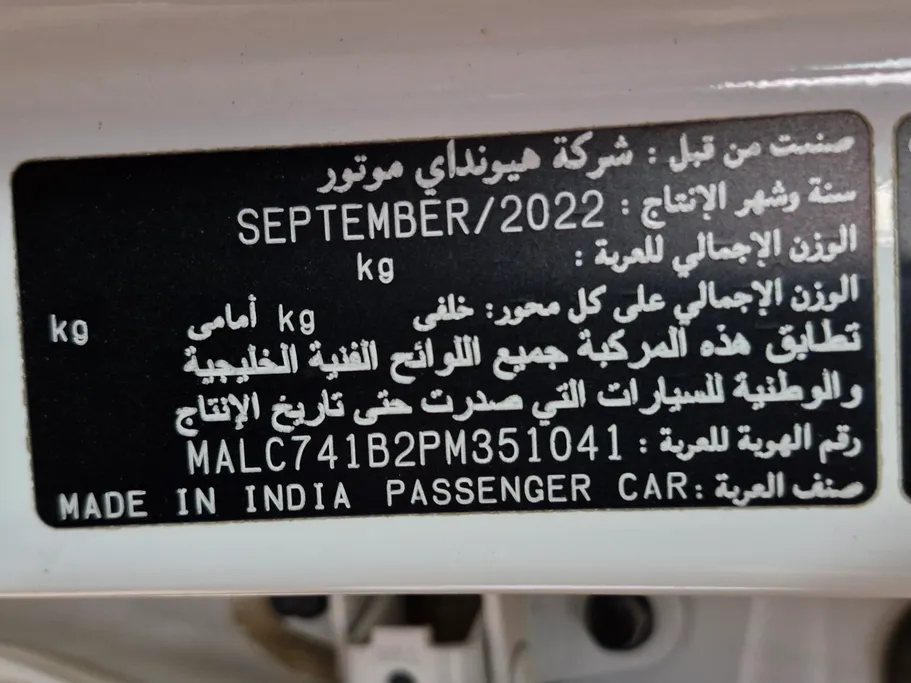 صنعت من قبل : شركة هيونداي موتور
سنة وشهر الإنتاج : SEPTEMBER/2022
الوزن الإجمالي للعربة :
kg
الوزن الإجمالي على كل محور: خلفى kg أمامى kg
تطابق هذه المركبة جميع اللوائح الفنية الخليجية
والوطنية للسيارات التي صدرت حتى تاريخ الإنتاج
رقم الهوية للعربة : MALC741B2PM351041
صنف العربة : PASSENGER CAR MADE IN INDIA